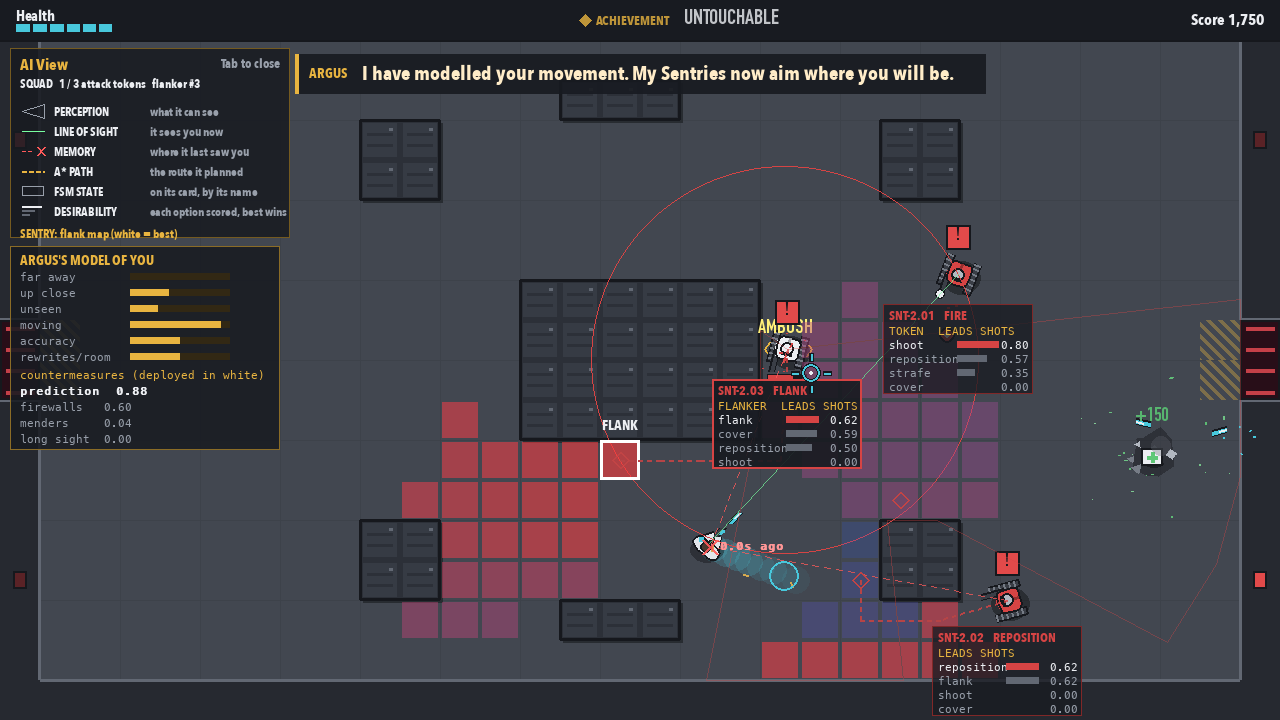 Health
ACHIEVEMENT UNTOUCHABLE
Score 1,750
AI View
Tab to close
SQUAD 1 / 3 attack tokens flanker #3
PERCEPTION what it can see
LINE OF SIGHT it sees you now
MEMORY where it last saw you
A* PATH the route it planned
FSM STATE on its card, by its name
DESIRABILITY each option scored, best wins
SENTRY: flank map (white = best)
ARGUS I have modelled your movement. My Sentries now aim where you will be.
ARGUS'S MODEL OF YOU
far away
up close
unseen
moving
accuracy
rewrites/room
countermeasures (deployed in white)
prediction 0.88
firewalls 0.60
menders 0.04
long sight 0.00
!
SNT-2.01 FIRE
TOKEN LEADS SHOTS
shoot 0.80
reposition 0.57
strafe 0.35
cover 0.00
!
AMBUSH
SNT-2.03 FLANK
FLANKER LEADS SHOTS
flank 0.62
cover 0.59
reposition 0.50
shoot 0.00
FLANK
+150
0.0s ago
!
SNT-2.02 REPOSITION
LEADS SHOTS
reposition 0.62
flank 0.62
shoot 0.00
cover 0.00